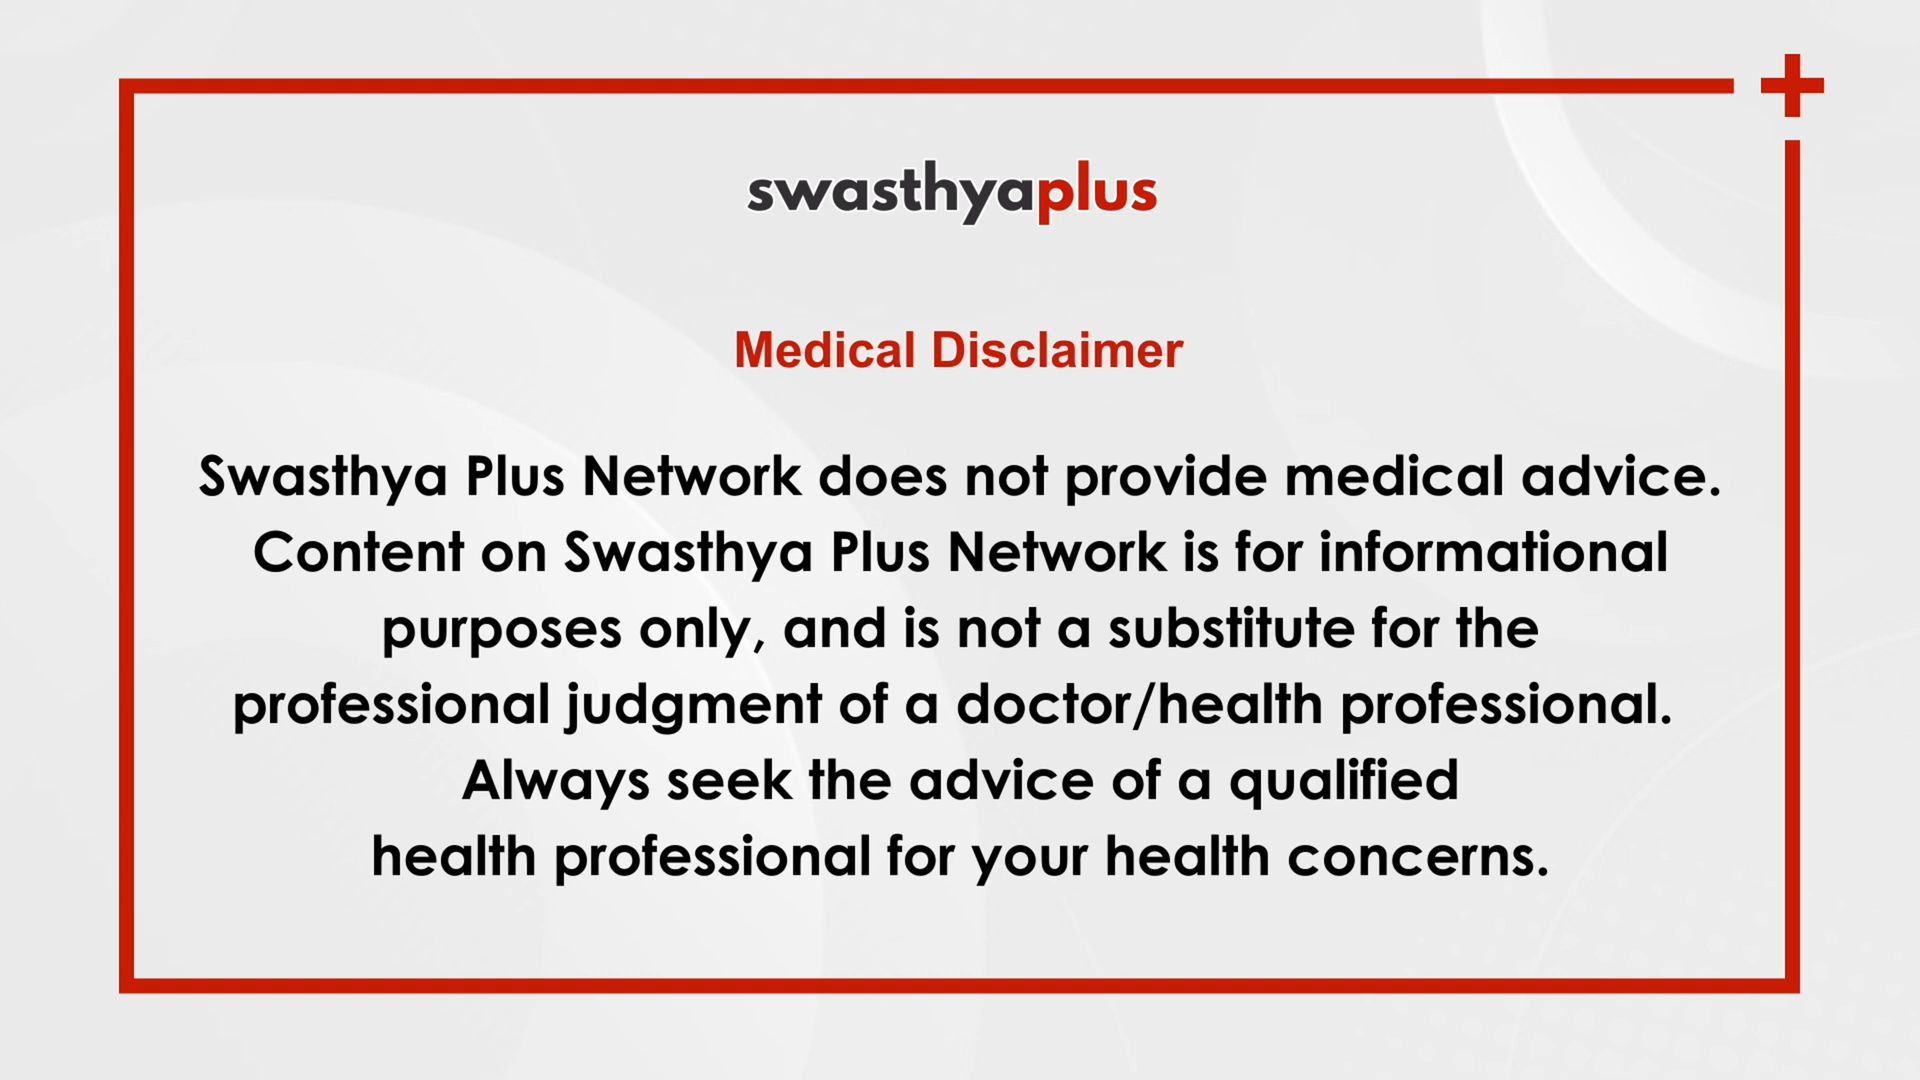 swasthyaplus
Medical Disclaimer
Swasthya Plus Network does not provide medical advice.
Content on Swasthya Plus Network is for informational
purposes only, and is not a substitute for the
professional judgment of a doctor/health professional.
Always seek the advice of a qualified
health professional for your health concerns.